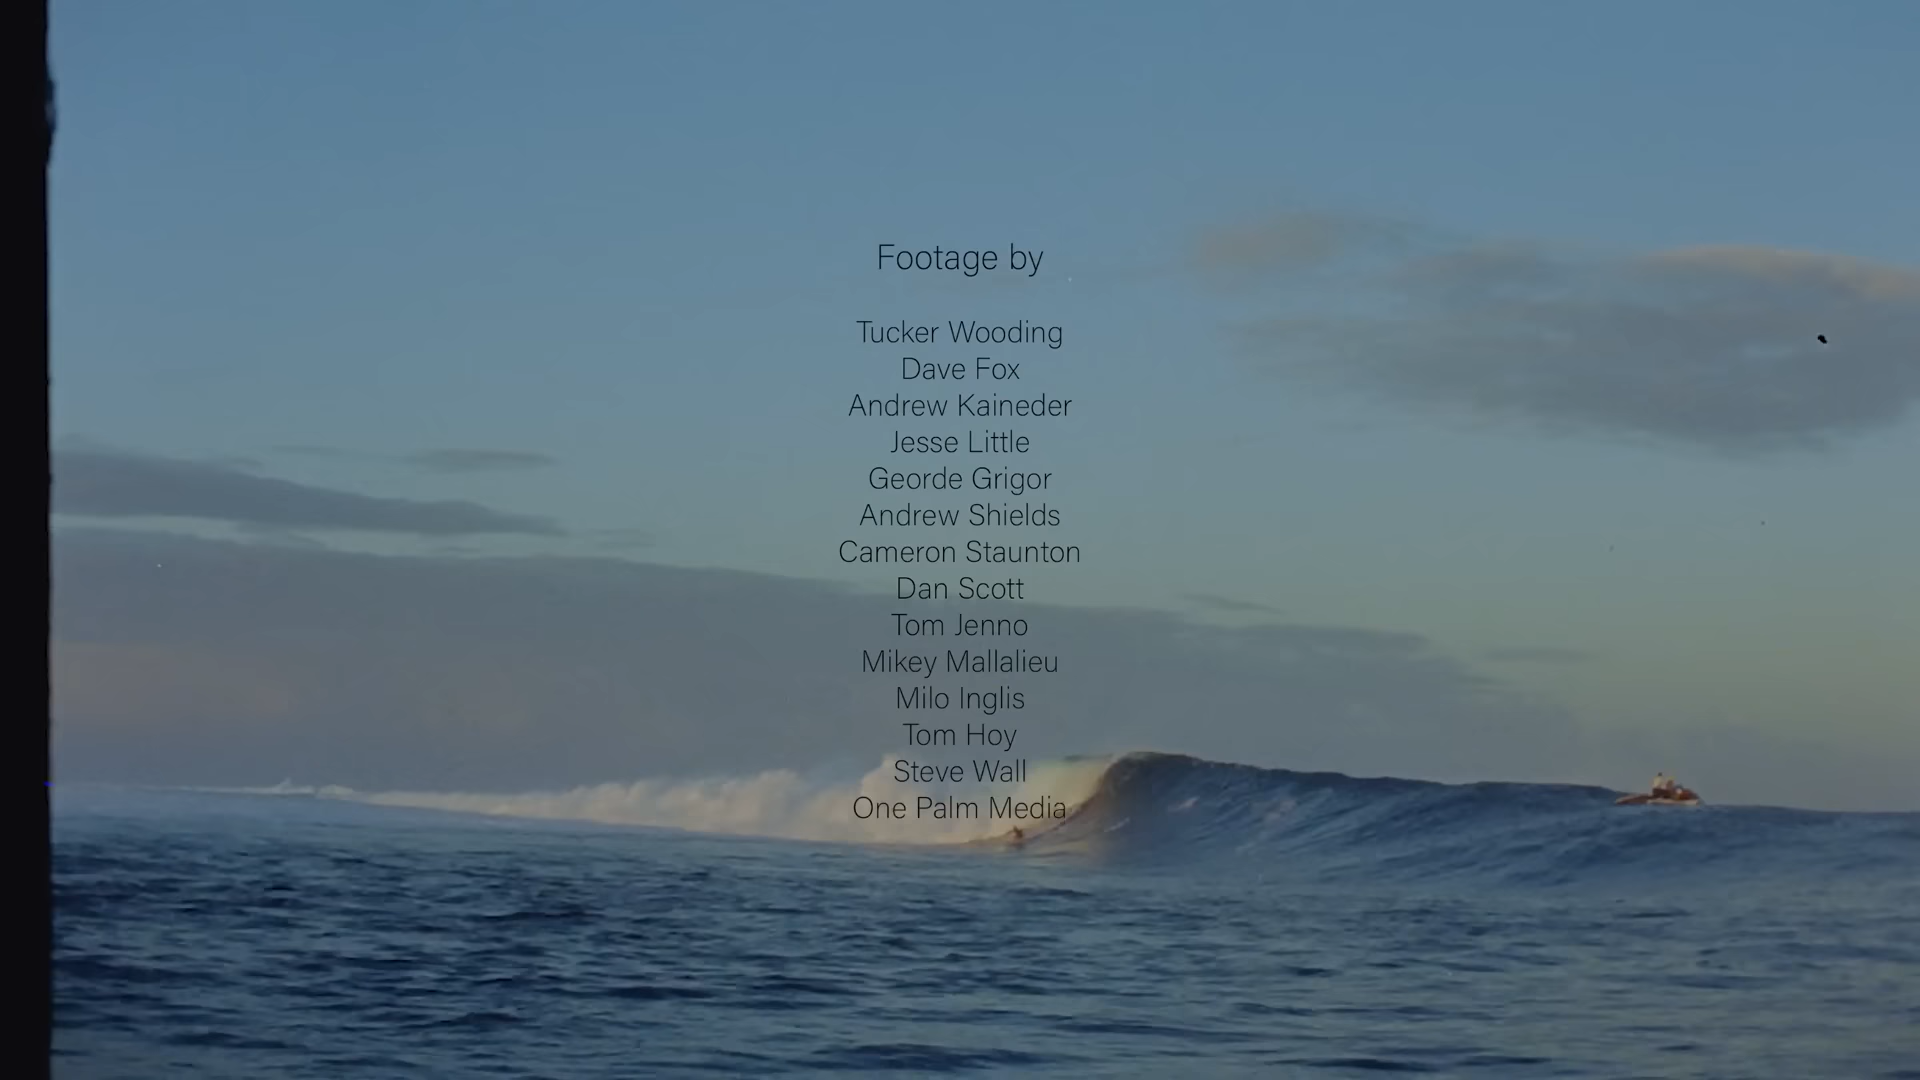 Footage by
Tucker Wooding
Dave Fox
Andrew Kaineder
Jesse Little
Georde Grigor
Andrew Shields
Cameron Staunton
Dan Scott
Tom Jenno
Mikey Mallalieu
Milo Inglis
Tom Hoy
Steve Wall
One Palm Media